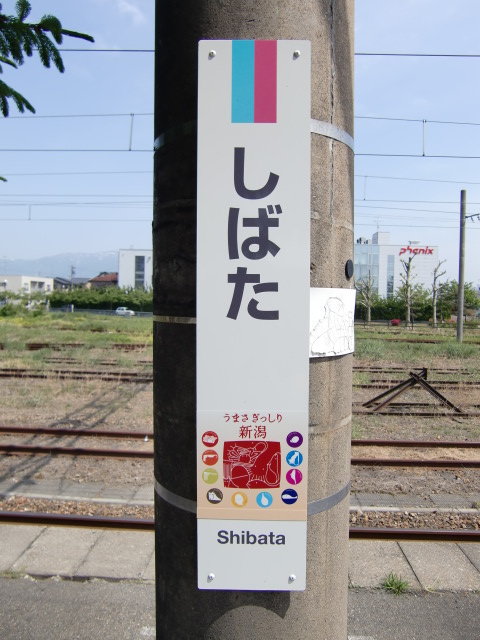 しばた
うまさぎっしり
新潟
Shibata
phenix